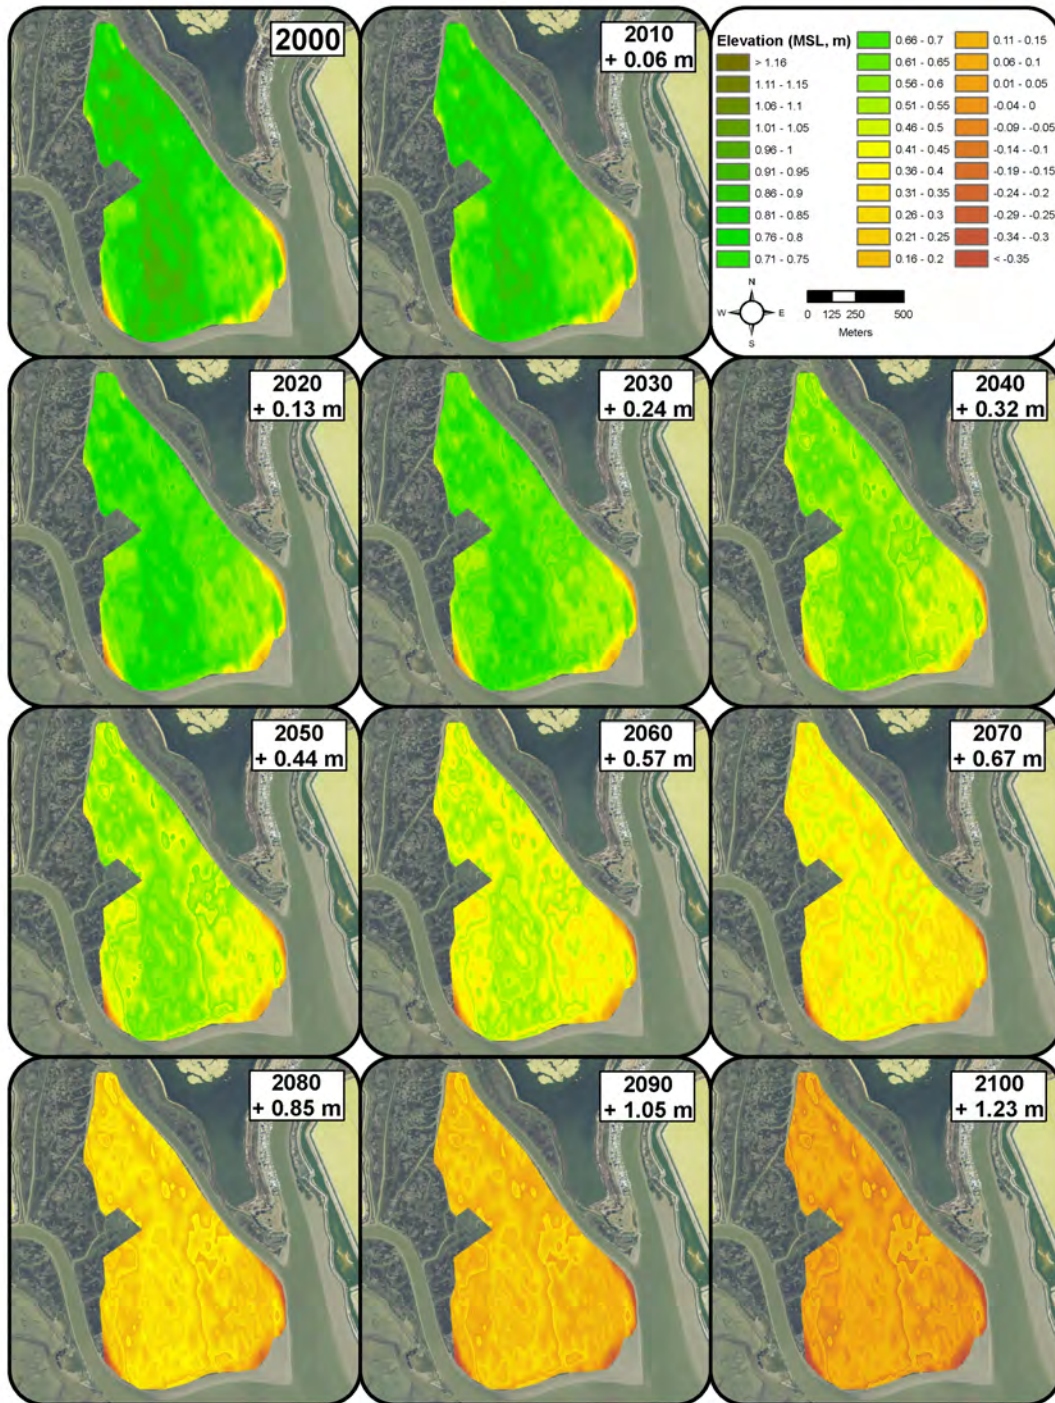 2000
2010
+ 0.06 m
Elevation (MSL, m)
> 1.16
1.11 - 1.15
1.06 - 1.1
1.01 - 1.05
0.96 - 1
0.91 - 0.95
0.86 - 0.9
0.81 - 0.85
0.76 - 0.8
0.71 - 0.75
0.66 - 0.7
0.61 - 0.65
0.56 - 0.6
0.51 - 0.55
0.46 - 0.5
0.41 - 0.45
0.36 - 0.4
0.31 - 0.35
0.26 - 0.3
0.21 - 0.25
0.16 - 0.2
0.11 - 0.15
0.06 - 0.1
0.01 - 0.05
-0.04 - 0
-0.09 - -0.05
-0.14 - -0.1
-0.19 - -0.15
-0.24 - -0.2
-0.29 - -0.25
-0.34 - -0.3
< -0.35
N
W E
S
0 125 250 500
Meters
2020
+ 0.13 m
2030
+ 0.24 m
2040
+ 0.32 m
2050
+ 0.44 m
2060
+ 0.57 m
2070
+ 0.67 m
2080
+ 0.85 m
2090
+ 1.05 m
2100
+ 1.23 m